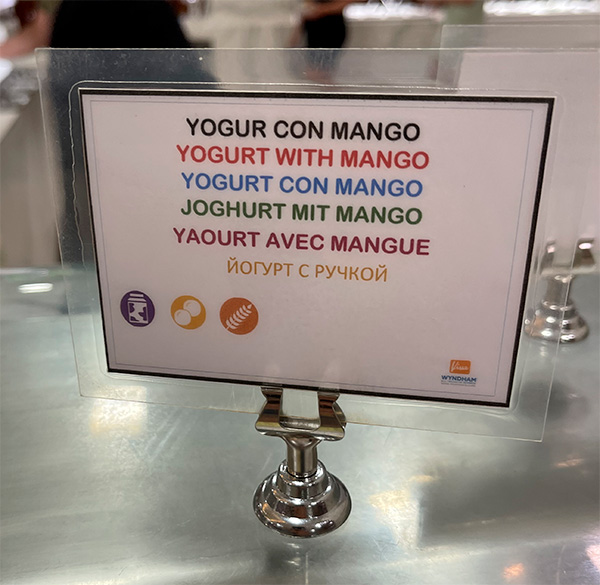 YOGUR CON MANGO
YOGURT WITH MANGO
YOGURT CON MANGO
JOGHURT MIT MANGO
YAOURT AVEC MANGUE
ЙОГУРТ С РУЧКОЙ
WYNDHAM